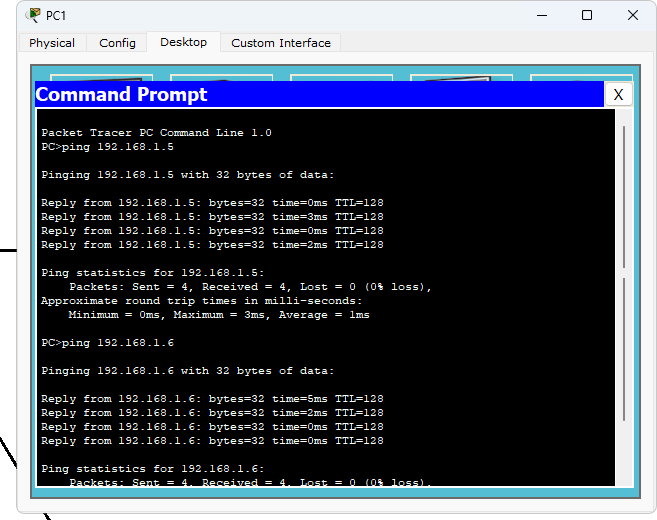 PC1
Physical Config Desktop Custom Interface
Command Prompt X
Packet Tracer PC Command Line 1.0
PC>ping 192.168.1.5
Pinging 192.168.1.5 with 32 bytes of data:
Reply from 192.168.1.5: bytes=32 time=0ms TTL=128
Reply from 192.168.1.5: bytes=32 time=3ms TTL=128
Reply from 192.168.1.5: bytes=32 time=0ms TTL=128
Reply from 192.168.1.5: bytes=32 time=2ms TTL=128
Ping statistics for 192.168.1.5:
Packets: Sent = 4, Received = 4, Lost = 0 (0% loss),
Approximate round trip times in milli-seconds:
Minimum = 0ms, Maximum = 3ms, Average = 1ms
PC>ping 192.168.1.6
Pinging 192.168.1.6 with 32 bytes of data:
Reply from 192.168.1.6: bytes=32 time=5ms TTL=128
Reply from 192.168.1.6: bytes=32 time=2ms TTL=128
Reply from 192.168.1.6: bytes=32 time=0ms TTL=128
Reply from 192.168.1.6: bytes=32 time=0ms TTL=128
Ping statistics for 192.168.1.6:
Packets: Sent = 4, Received = 4, Lost = 0 (0% loss),